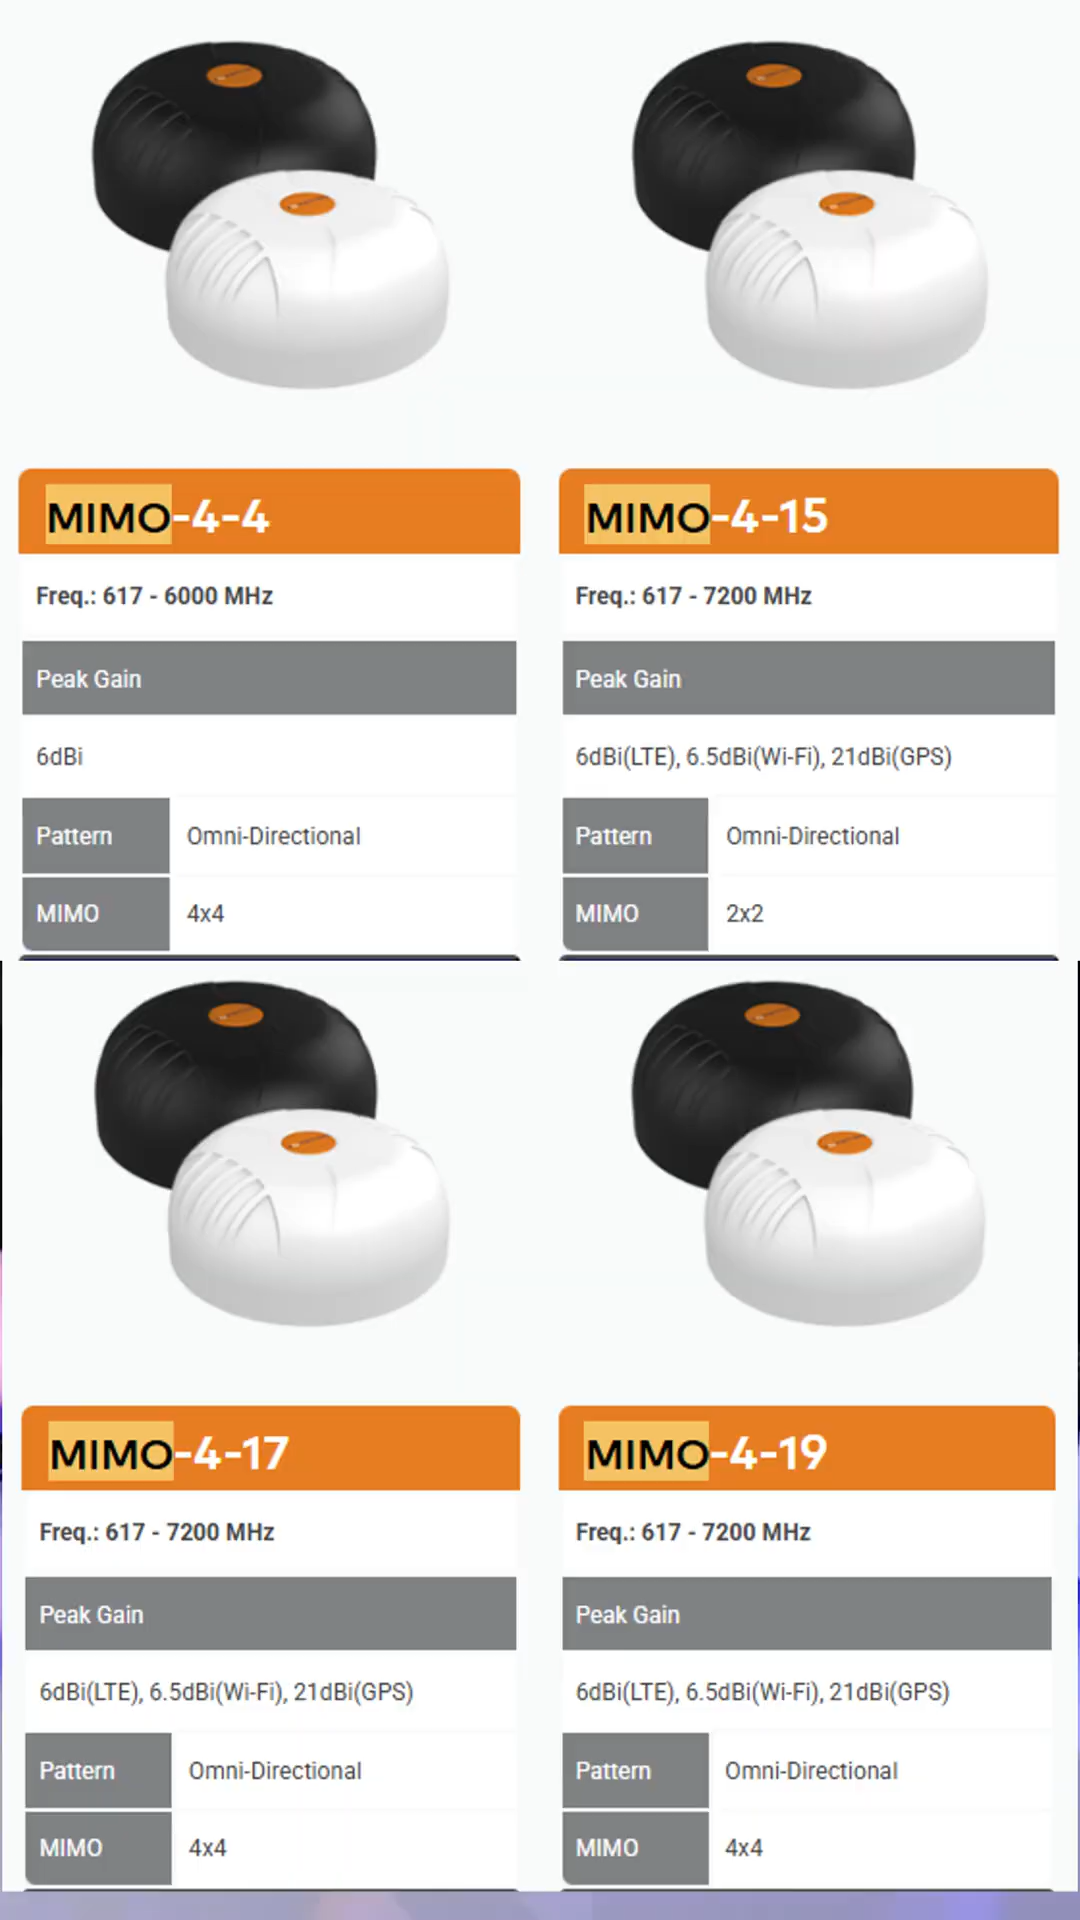 MIMO-4-4
Freq.: 617 - 6000 MHz
Peak Gain
6dBi
Pattern Omni-Directional
MIMO 4x4
MIMO-4-15
Freq.: 617 - 7200 MHz
Peak Gain
6dBi(LTE), 6.5dBi(Wi-Fi), 21dBi(GPS)
Pattern Omni-Directional
MIMO 2x2
MIMO-4-17
Freq.: 617 - 7200 MHz
Peak Gain
6dBi(LTE), 6.5dBi(Wi-Fi), 21dBi(GPS)
Pattern Omni-Directional
MIMO 4x4
MIMO-4-19
Freq.: 617 - 7200 MHz
Peak Gain
6dBi(LTE), 6.5dBi(Wi-Fi), 21dBi(GPS)
Pattern Omni-Directional
MIMO 4x4